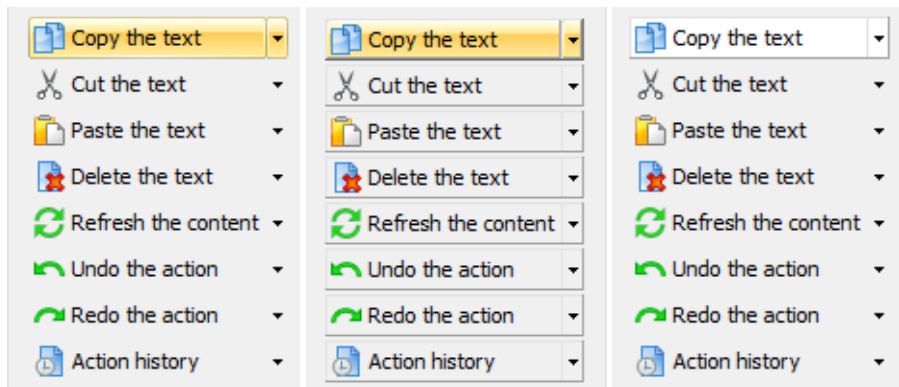 Copy the text
Cut the text
Paste the text
Delete the text
Refresh the content
Undo the action
Redo the action
Action history
Copy the text
Cut the text
Paste the text
Delete the text
Refresh the content
Undo the action
Redo the action
Action history
Copy the text
Cut the text
Paste the text
Delete the text
Refresh the content
Undo the action
Redo the action
Action history